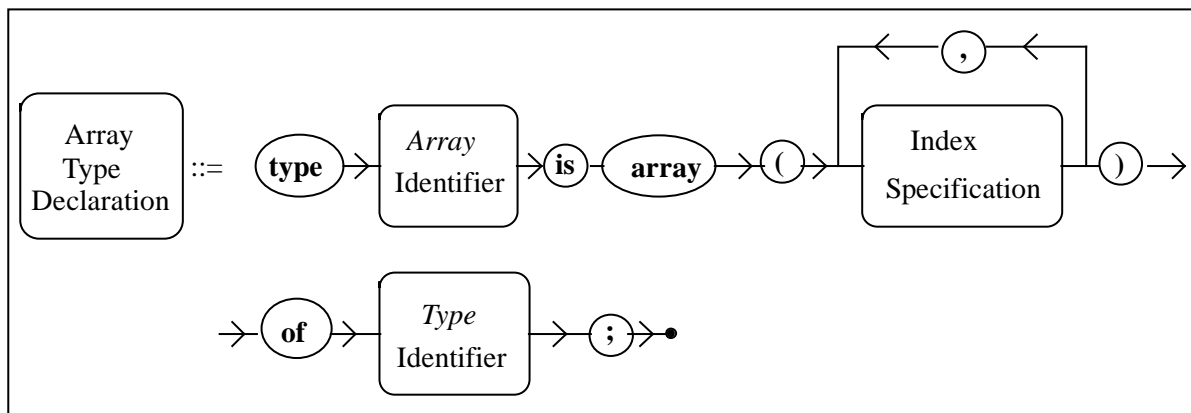 ,
Array
Type
Declaration
::=
type
Array
Identifier
is
array
(
Index
Specification
)
of
Type
Identifier
;